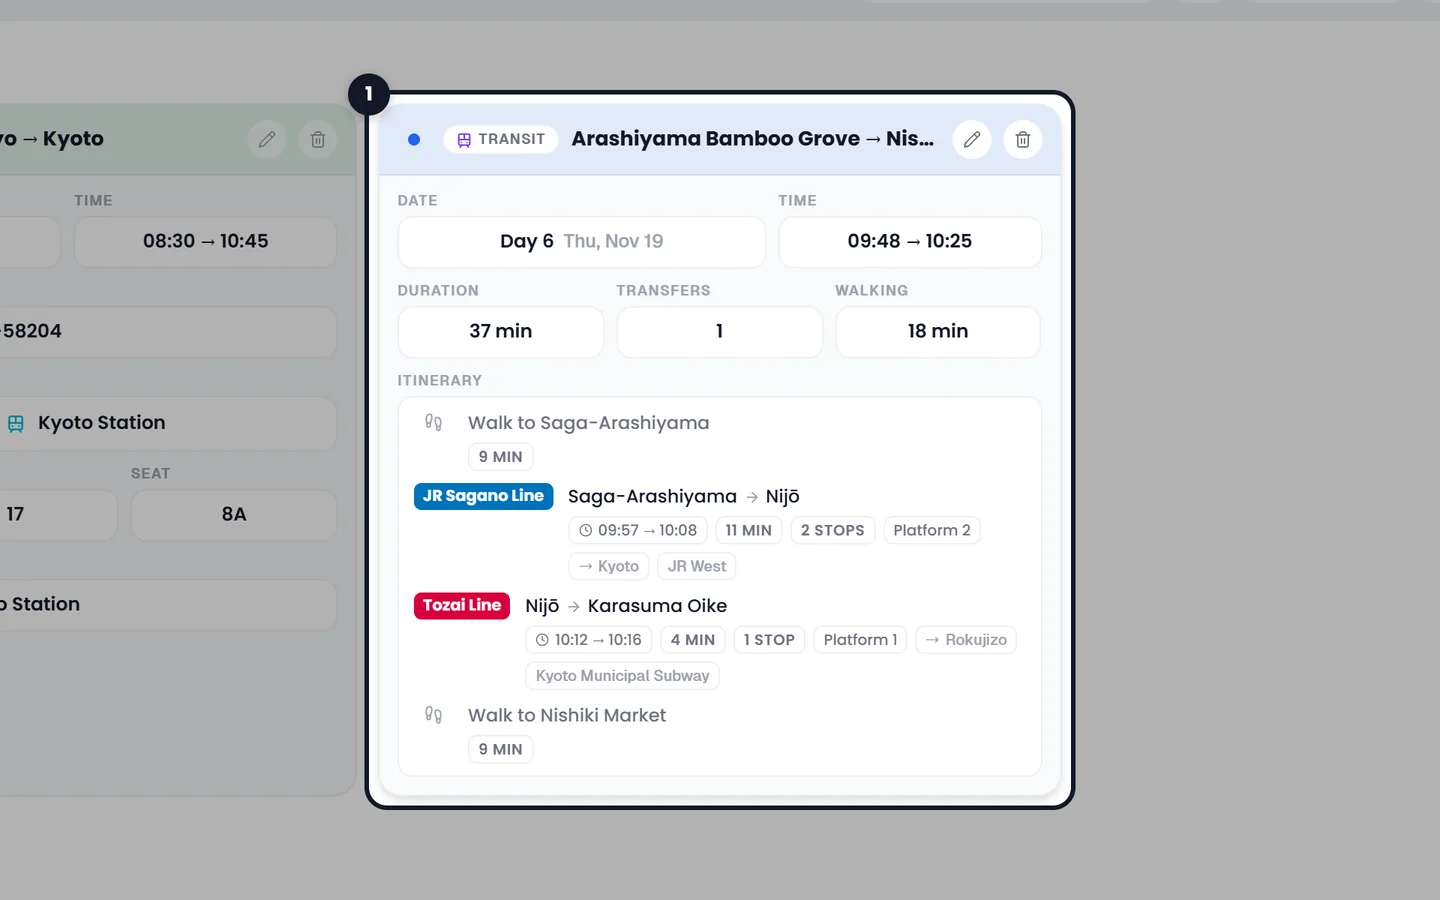 1
yo → Kyoto
TIME
08:30 → 10:45
58204
Kyoto Station
SEAT
17
8A
o Station
TRANSIT
Arashiyama Bamboo Grove → Nis...
DATE
TIME
Day 6 Thu, Nov 19
09:48 → 10:25
DURATION
TRANSFERS
WALKING
37 min
1
18 min
ITINERARY
Walk to Saga-Arashiyama
9 MIN
JR Sagano Line
Saga-Arashiyama → Nijō
09:57 → 10:08
11 MIN
2 STOPS
Platform 2
→ Kyoto
JR West
Tozai Line
Nijō → Karasuma Oike
10:12 → 10:16
4 MIN
1 STOP
Platform 1
→ Rokujizo
Kyoto Municipal Subway
Walk to Nishiki Market
9 MIN